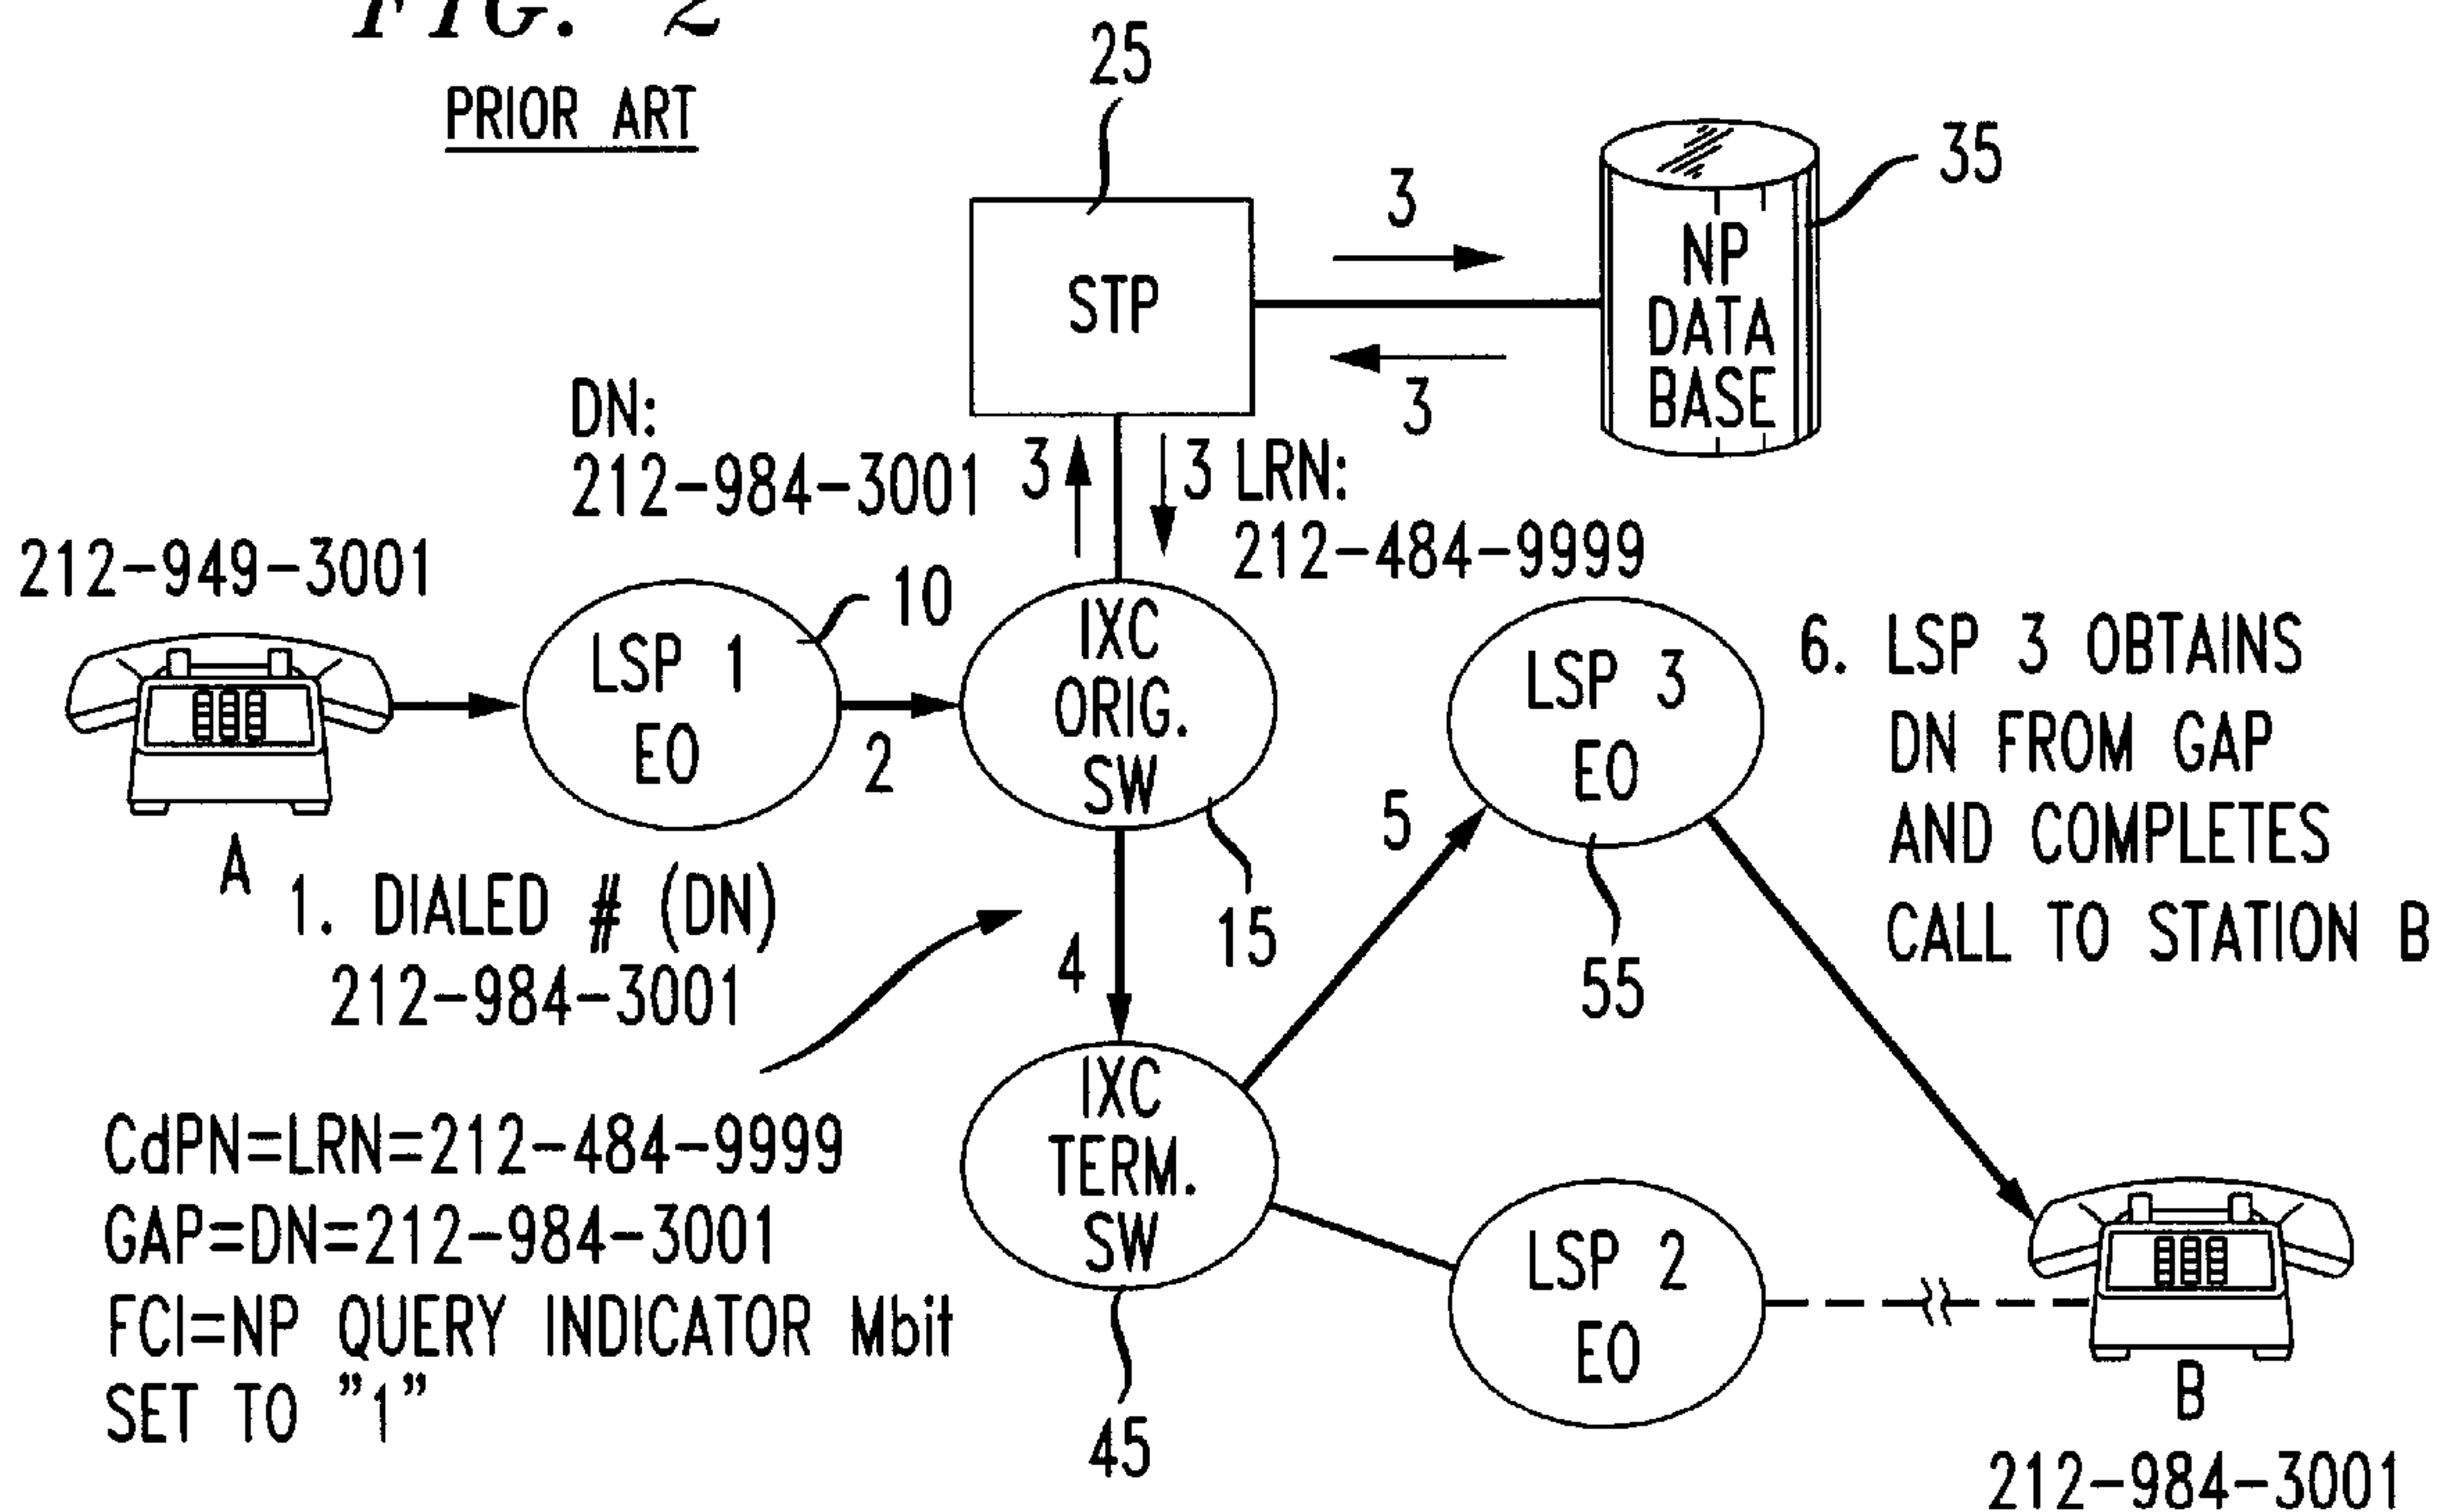 FIG. 2
PRIOR ART
25
35
STP
3
3
NP
DATA
BASE
DN:
212-984-3001
3
3
LRN:
212-484-9999
212-949-3001
10
LSP 1
EO
2
IXC
ORIG.
SW
15
LSP 3
EO
55
5
6. LSP 3 OBTAINS
DN FROM GAP
AND COMPLETES
CALL TO STATION B
A
1. DIALED # (DN)
212-984-3001
4
IXC
TERM.
SW
45
CdPN=LRN=212-484-9999
GAP=DN=212-984-3001
FCI=NP QUERY INDICATOR Mbit
SET TO "1"
LSP 2
EO
B
212-984-3001